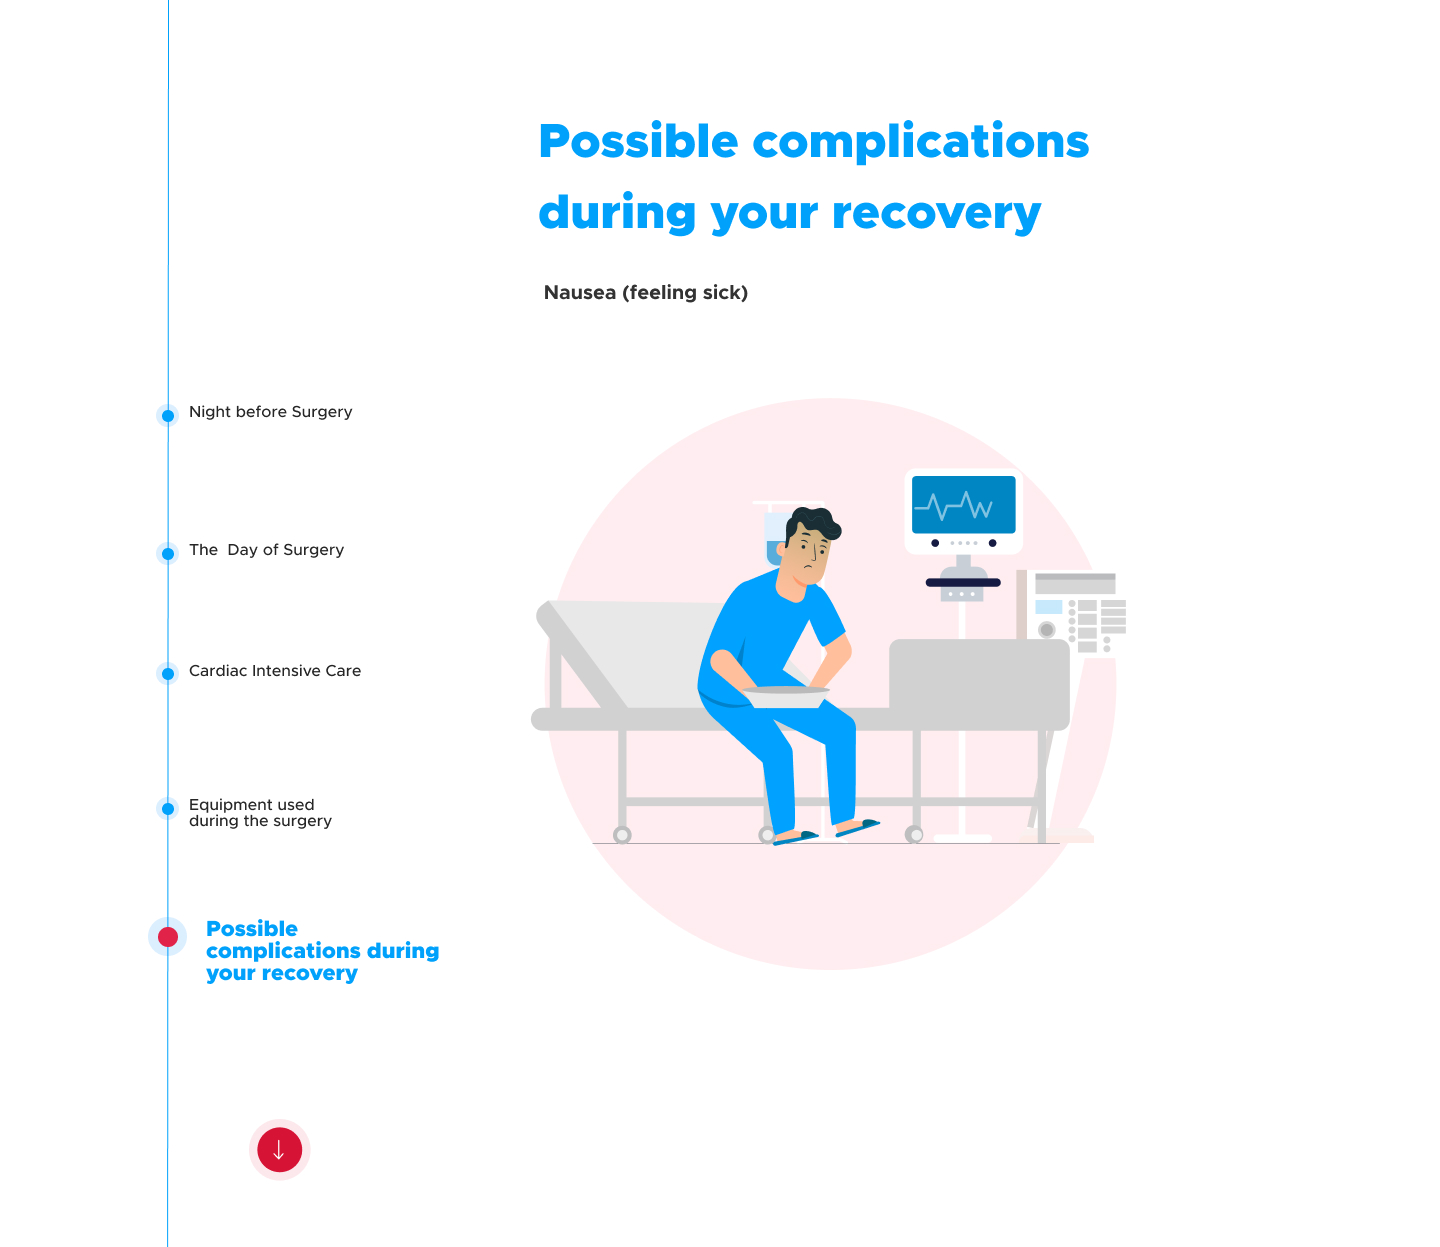 Possible complications
during your recovery
Nausea (feeling sick)
Night before Surgery
The  Day of Surgery
Cardiac Intensive Care
Equipment used
during the surgery
Possible
complications during
your recovery